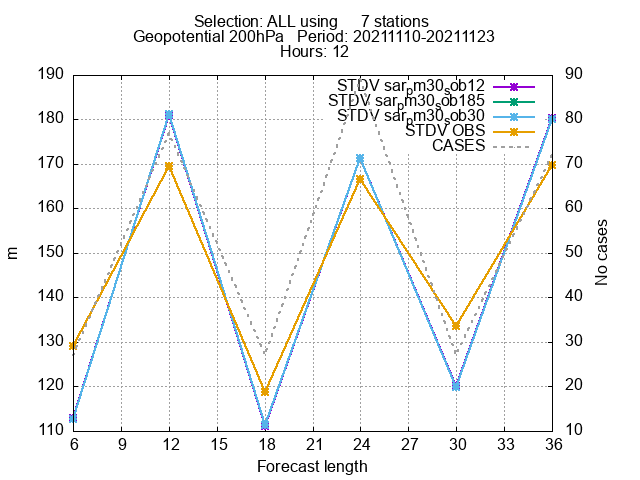 Selection: ALL using 7 stations
Geopotential 200hPa Period: 20211110-20211123
Hours: 12
190
180
170
160
150
140
130
120
110
m
90
80
70
60
50
40
30
20
10
No cases
STDV sar_pm30_sob12
STDV sar_pm30_sob185
STDV sar_pm30_sob30
STDV OBS
CASES
6 9 12 15 18 21 24 27 30 33 36
Forecast length